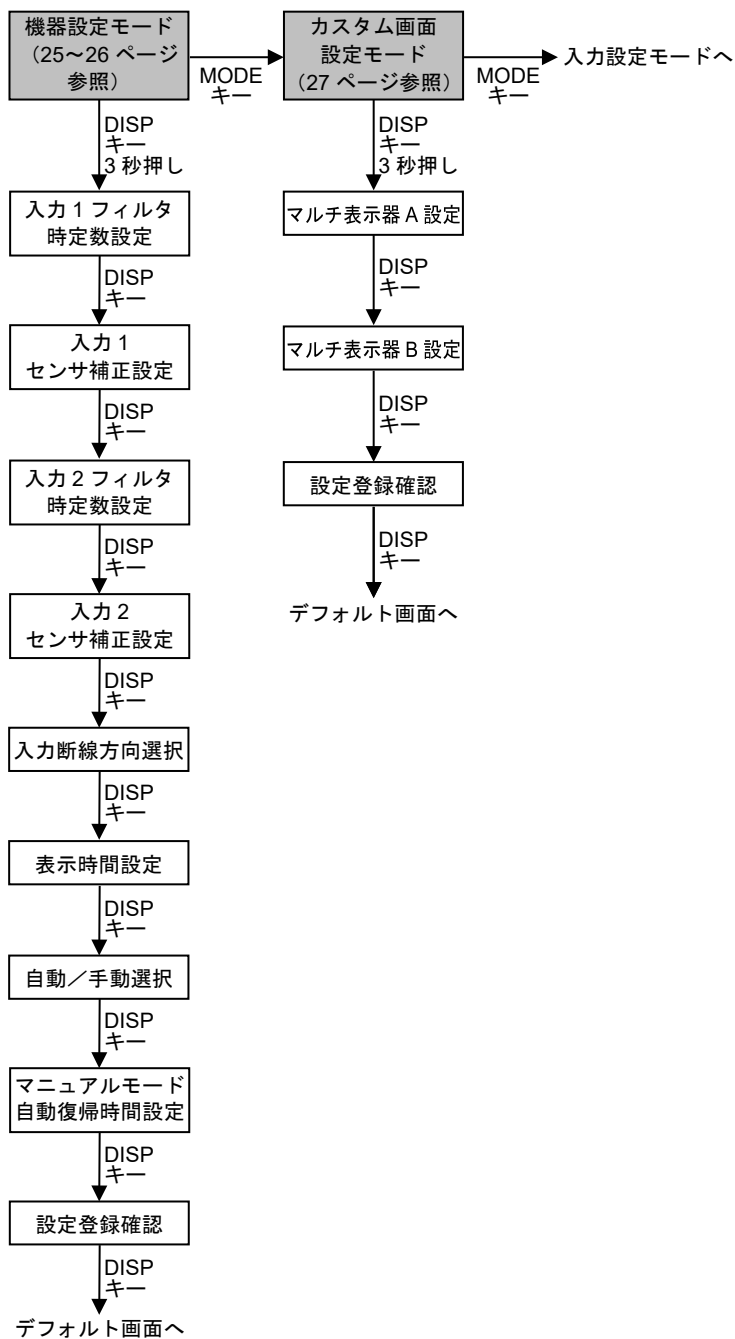 機器設定モード
（25～26 ページ
参照）
MODE
キー
カスタム画面
設定モード
（27 ページ参照）
MODE
キー
入力設定モードへ
DISP
キー
3 秒押し
入力 1 フィルタ
時定数設定
DISP
キー
入力 1
センサ補正設定
DISP
キー
入力 2 フィルタ
時定数設定
DISP
キー
入力 2
センサ補正設定
DISP
キー
入力断線方向選択
DISP
キー
表示時間設定
DISP
キー
自動／手動選択
DISP
キー
マニュアルモード
自動復帰時間設定
DISP
キー
設定登録確認
DISP
キー
デフォルト画面へ
DISP
キー
3 秒押し
マルチ表示器 A 設定
DISP
キー
マルチ表示器 B 設定
DISP
キー
設定登録確認
DISP
キー
デフォルト画面へ